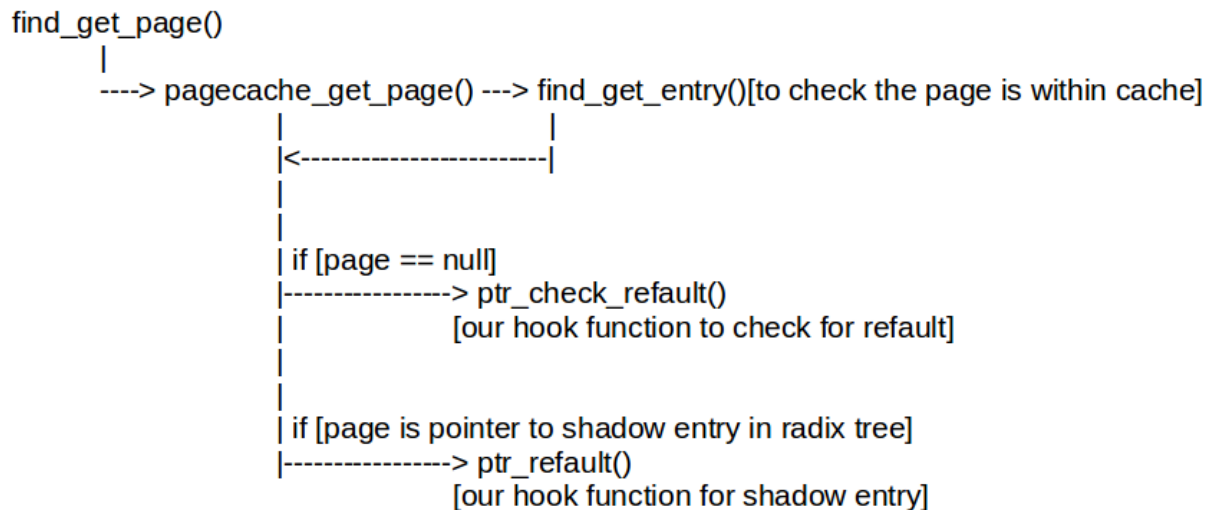 find_get_page()
|
----> pagecache_get_page() ---> find_get_entry()[to check the page is within cache]
| |
|<--------------------------|
|
|
| if [page == null]
|-----------------> ptr_check_refault()
| [our hook function to check for refault]
|
|
| if [page is pointer to shadow entry in radix tree]
|-----------------> ptr_refault()
[our hook function for shadow entry]